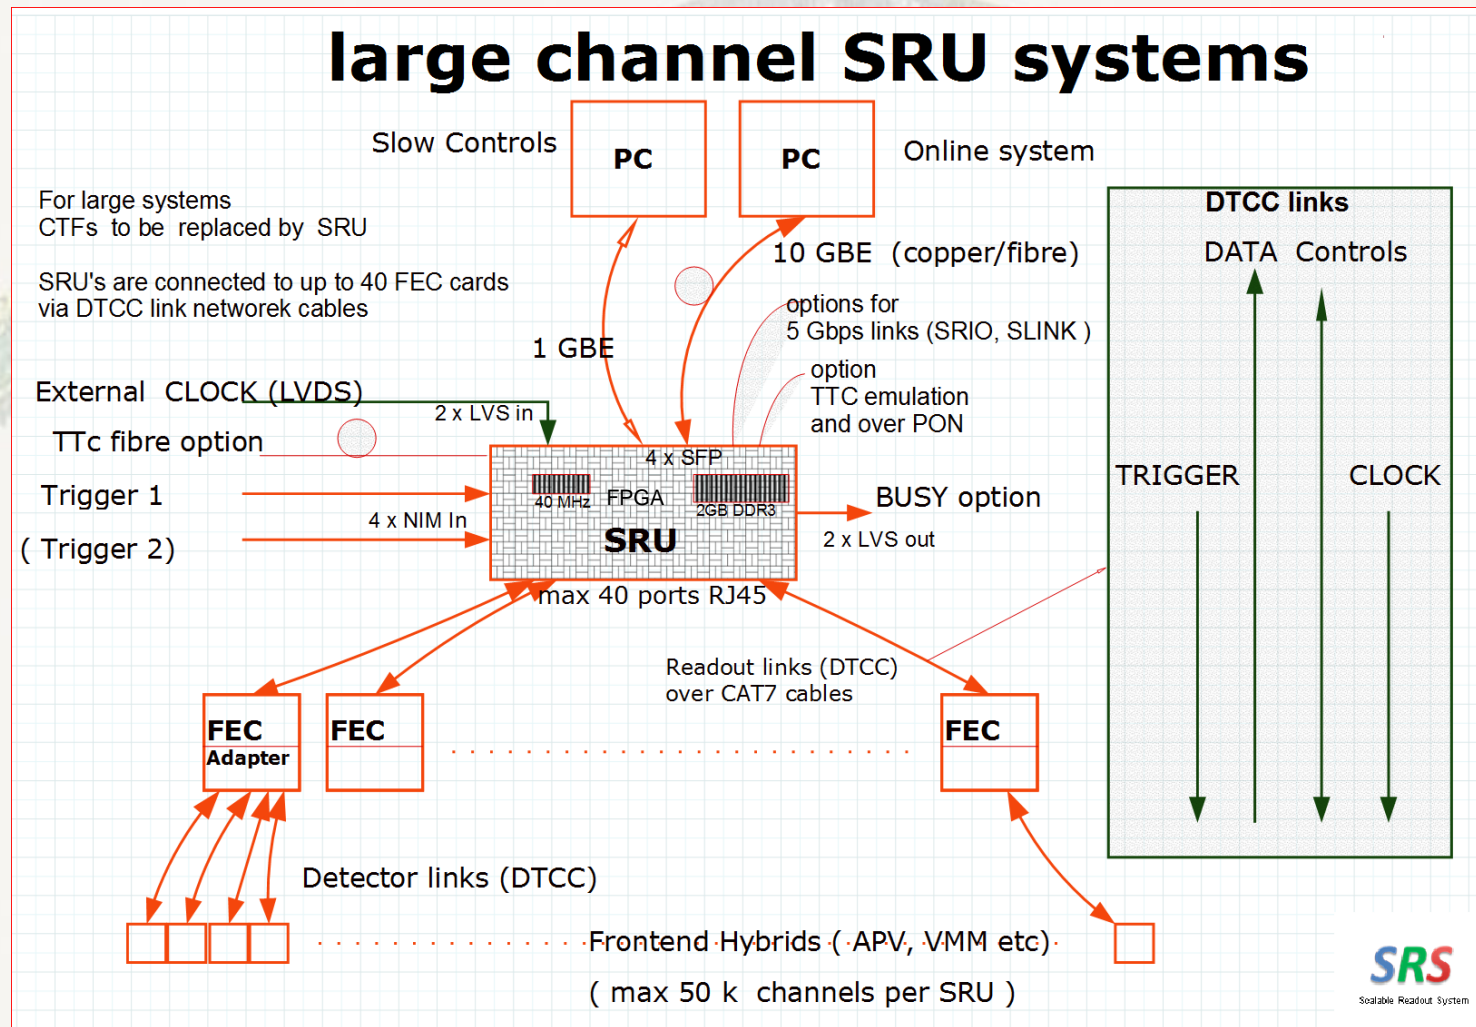 large channel SRU systems
Slow Controls
PC
PC
Online system
For large systems
CTFs to be replaced by SRU
SRU's are connected to up to 40 FEC cards
via DTCC link networek cables
10 GBE (copper/fibre)
options for
5 Gbps links (SRIO, SLINK )
1 GBE
option
TTC emulation
and over PON
External CLOCK (LVDS)
2 x LVS in
TTc fibre option
4 x SFP
Trigger 1
40 MHz
FPGA
2GB DDR3
BUSY option
4 x NIM In
SRU
2 x LVS out
( Trigger 2)
max 40 ports RJ45
Readout links (DTCC)
over CAT7 cables
FEC
Adapter
FEC
FEC
Detector links (DTCC)
Frontend Hybrids ( APV, VMM etc)
( max 50 k channels per SRU )
DTCC links
DATA Controls
TRIGGER
CLOCK
SRS
Scalable Readout System